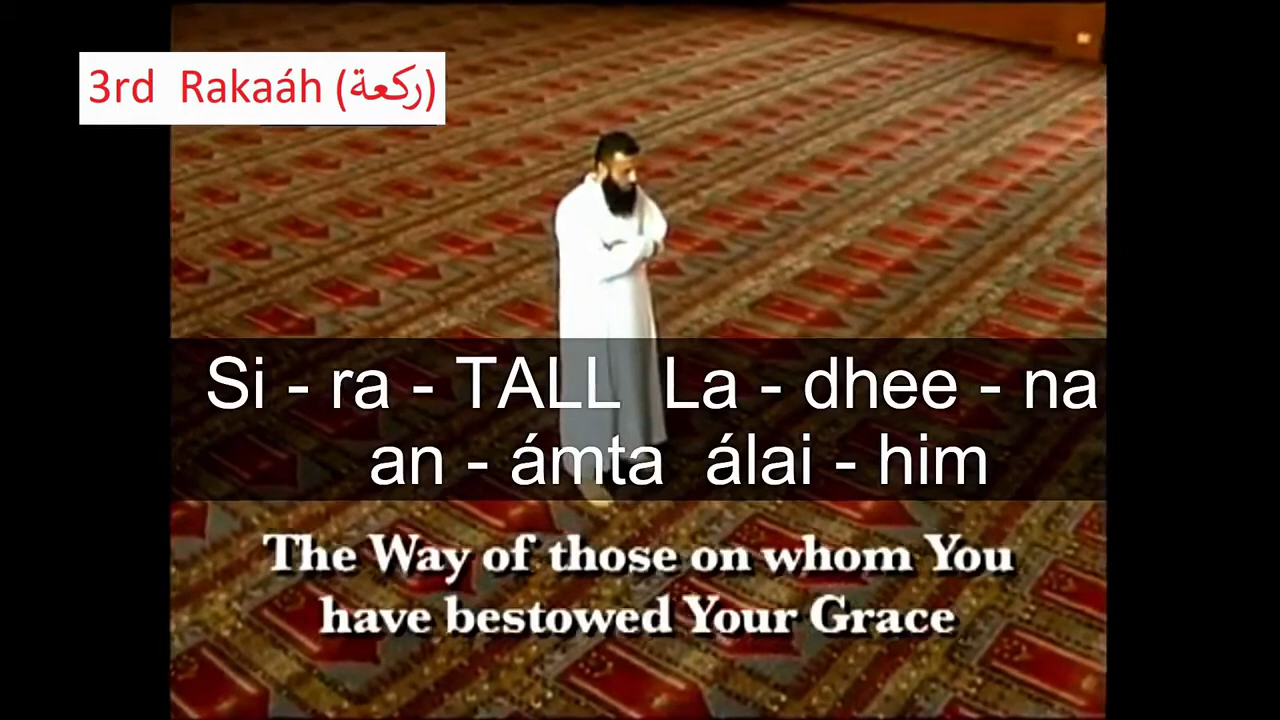 3rd Rakaáh (ركعة)
Si - ra - TALL La - dhee - na
an - ámta álai - him
The Way of those on whom You
have bestowed Your Grace